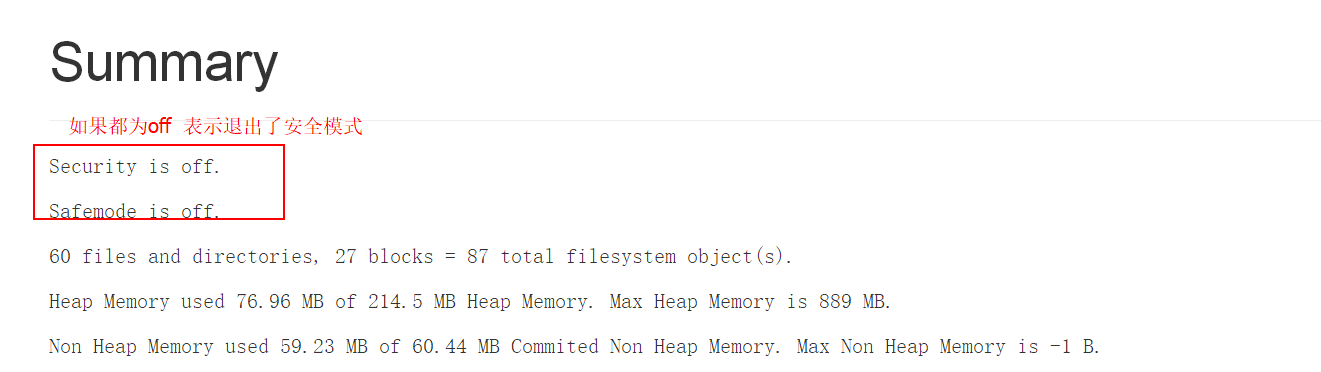 Summary
如果都为off 表示退出了安全模式
Security is off.
Safemode is off.
60 files and directories, 27 blocks = 87 total filesystem object(s).
Heap Memory used 76.96 MB of 214.5 MB Heap Memory. Max Heap Memory is 889 MB.
Non Heap Memory used 59.23 MB of 60.44 MB Commited Non Heap Memory. Max Non Heap Memory is -1 B.